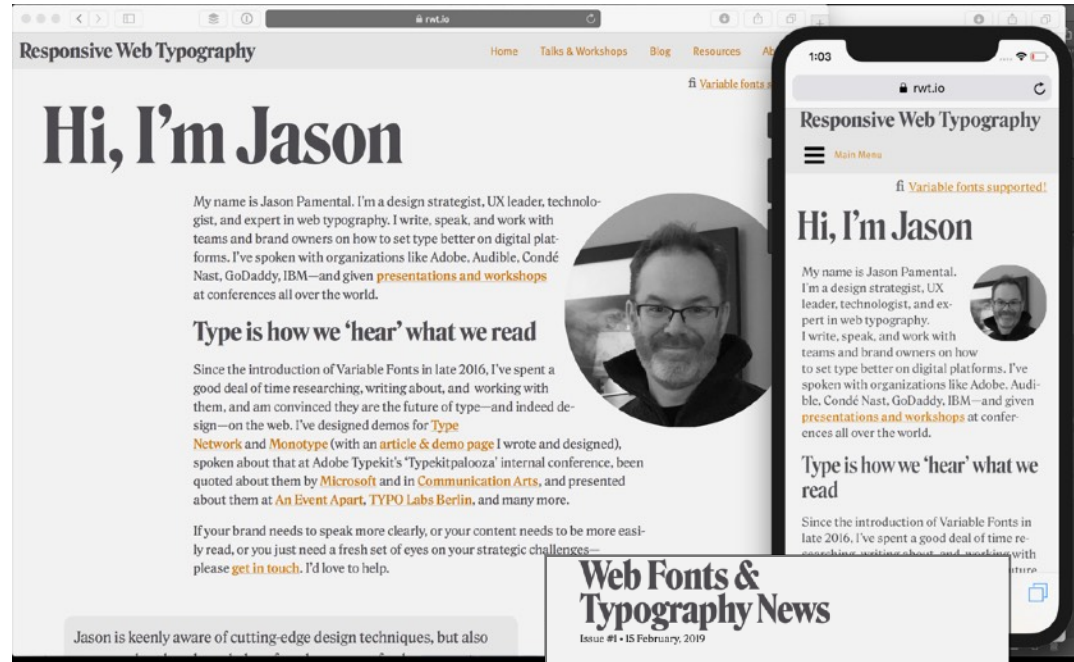 rwt.io
Responsive Web Typography
Home Talks & Workshops Blog Resources
fi Variable fonts
Hi, I’m Jason
My name is Jason Pamental. I’m a design strategist, UX leader, technolo-
gist, and expert in web typography. I write, speak, and work with
teams and brand owners on how to set type better on digital plat-
forms. I’ve spoken with organizations like Adobe, Audible, Condé
Nast, GoDaddy, IBM—and given presentations and workshops
at conferences all over the world.
Type is how we ‘hear’ what we read
Since the introduction of Variable Fonts in late 2016, I’ve spent a
good deal of time researching, writing about, and working with
them, and am convinced they are the future of type—and indeed de-
sign—on the web. I’ve designed demos for Type
Network and Monotype (with an article & demo page I wrote and designed),
spoken about that at Adobe Typekit’s ‘Typekitpalooza’ internal conference, been
quoted about them by Microsoft and in Communication Arts, and presented
about them at An Event Apart, TYPO Labs Berlin, and many more.
If your brand needs to speak more clearly, or your content needs to be more easi-
ly read, or you just need a fresh set of eyes on your strategic challenges—
please get in touch. I’d love to help.
Jason is keenly aware of cutting-edge design techniques, but also
1:03
rwt.io
Responsive Web Typography
Main Menu
fi Variable fonts supported!
Hi, I’m Jason
My name is Jason Pamental.
I’m a design strategist, UX
leader, technologist, and ex-
pert in web typography.
I write, speak, and work with
teams and brand owners on how
to set type better on digital platforms. I’ve
spoken with organizations like Adobe, Audi-
ble, Condé Nast, GoDaddy, IBM—and given
presentations and workshops at confer-
ences all over the world.
Type is how we ‘hear’ what we
read
Since the introduction of Variable Fonts in
late 2016, I’ve spent a good deal of time re-
searching, writing about, and working with
Web Fonts &
Typography News
Issue #1 • 15 February, 2019